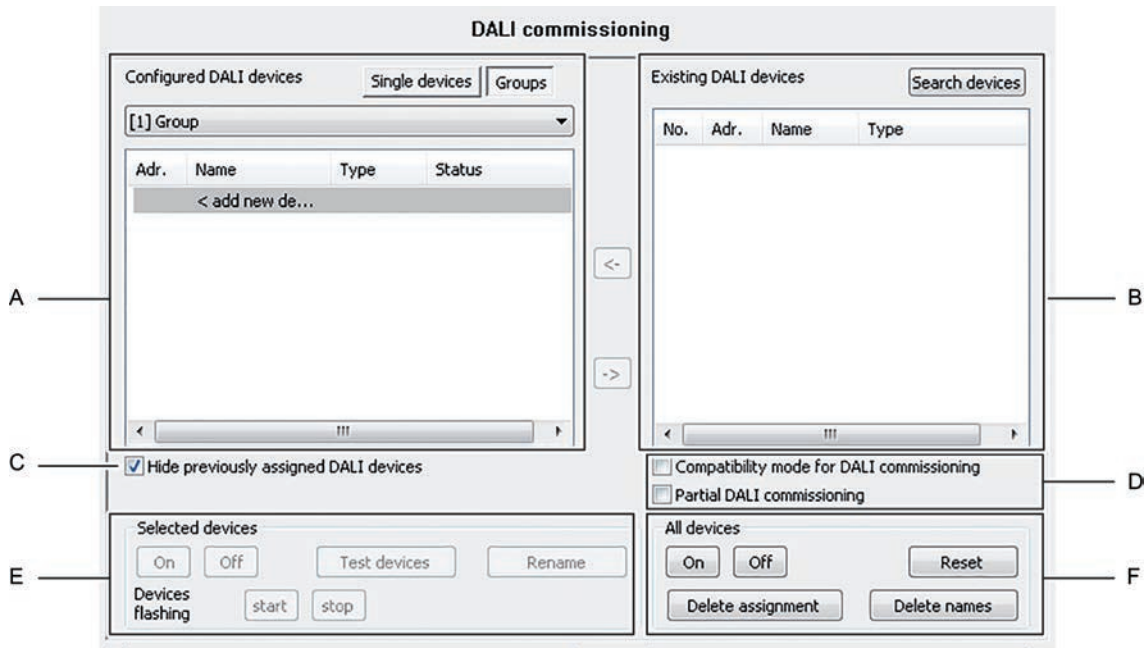 DALI commissioning
Configured DALI devices
Single devices
Groups
[1] Group
Adr. Name Type Status
< add new de...
Existing DALI devices
Search devices
No. Adr. Name Type
<-
->
A
B
C
Hide previously assigned DALI devices
Compatibility mode for DALI commissioning
Partial DALI commissioning
D
Selected devices
On Off Test devices Rename
Devices
flashing
start stop
E
All devices
On Off Reset
Delete assignment Delete names
F